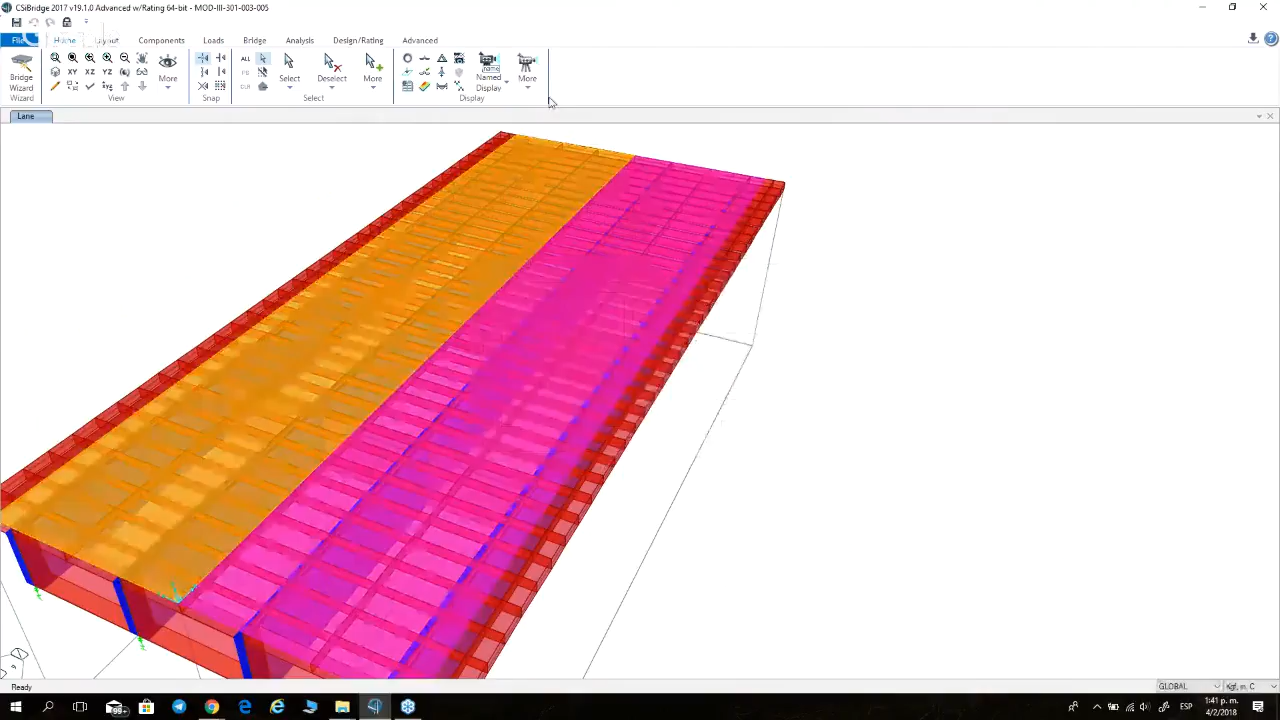 CSiBridge 2017 v19.1.0 Advanced w/Rating 64-bit - MOD-III-301-003-005
File Home Layout Components Loads Bridge Analysis Design/Rating Advanced
Bridge Wizard
XY XZ YZ
More
ALL
Select
Deselect
More
name
Named Display
More
Wizard View Snap Select Display
Lane
Ready
GLOBAL
Kgf, m, C
99+
ESP
1:41 p. m.
4/2/2018